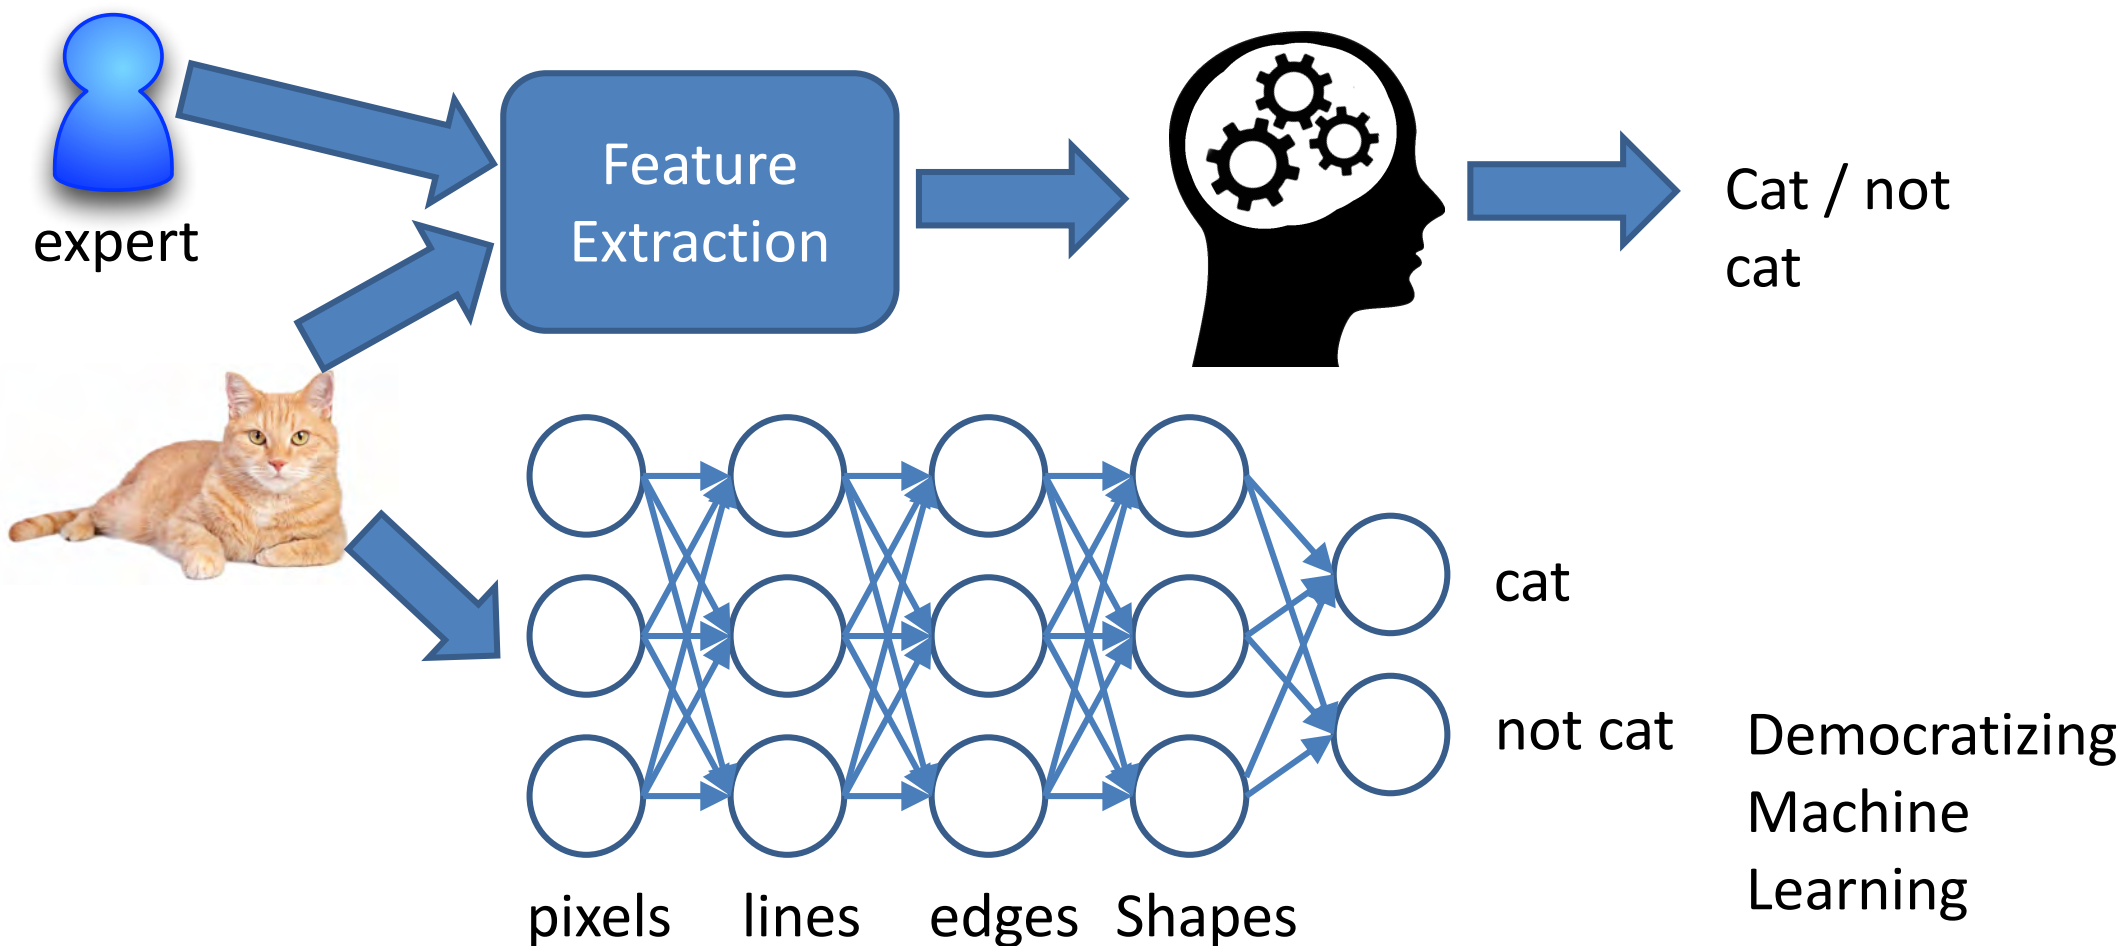 expert
Feature
Extraction
Cat / not
cat
cat
not cat
Democratizing
Machine
Learning
pixels
lines
edges
Shapes